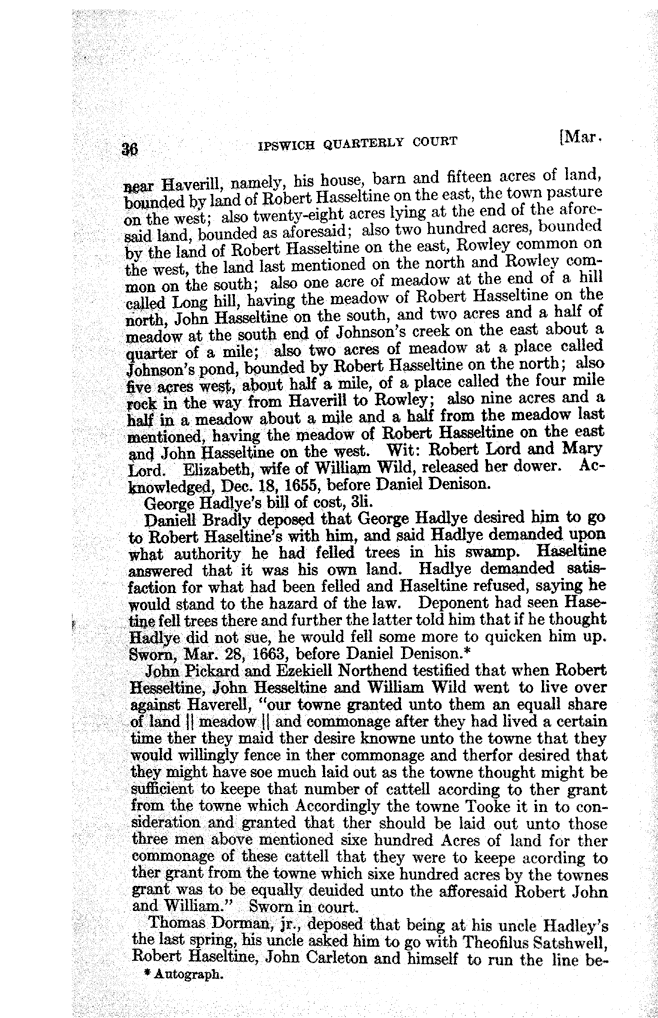 36 IPSWICH QUARTERLY COURT [Mar.
near Haverill, namely, his house, barn and fifteen acres of land,
bounded by land of Robert Hasseltine on the east, the town pasture
on the west; also twenty-eight acres lying at the end of the afore-
said land, bounded as aforesaid; also two hundred acres, bounded
by the land of Robert Hasseltine on the east, Rowley common on
the west, the land last mentioned on the north and Rowley com-
mon on the south; also one acre of meadow at the end of a hill
called Long hill, having the meadow of Robert Hasseltine on the
north, John Hasseltine on the south, and two acres and a half of
meadow at the south end of Johnson's creek on the east about a
quarter of a mile; also two acres of meadow at a place called
Johnson's pond, bounded by Robert Hasseltine on the north; also
five acres west, about half a mile, of a place called the four mile
rock in the way from Haverill to Rowley; also nine acres and a
half in a meadow about a mile and a half from the meadow last
mentioned, having the meadow of Robert Hasseltine on the east
and John Hasseltine on the west. Wit: Robert Lord and Mary
Lord. Elizabeth, wife of William Wild, released her dower. Ac-
knowledged, Dec. 18, 1655, before Daniel Denison.
George Hadlye's bill of cost, 3li.
Daniell Bradly deposed that George Hadlye desired him to go
to Robert Haseltine's with him, and said Hadlye demanded upon
what authority he had felled trees in his swamp. Haseltine
answered that it was his own land. Hadlye demanded satis-
faction for what had been felled and Haseltine refused, saying he
would stand to the hazard of the law. Deponent had seen Hase-
tine fell trees there and further the latter told him that if he thought
Hadlye did not sue, he would fell some more to quicken him up.
Sworn, Mar. 28, 1663, before Daniel Denison.*
John Pickard and Ezekiell Northend testified that when Robert
Hesseltine, John Hesseltine and William Wild went to live over
against Haverell, "our towne granted unto them an equall share
of land || meadow || and commonage after they had lived a certain
time ther they maid ther desire knowne unto the towne that they
would willingly fence in ther commonage and therfor desired that
they might have soe much laid out as the towne thought might be
sufficient to keepe that number of cattell acording to ther grant
from the towne which Accordingly the towne Tooke it in to con-
sideration and granted that ther should be laid out unto those
three men above mentioned sixe hundred Acres of land for ther
commonage of these cattell that they were to keepe acording to
ther grant from the towne which sixe hundred acres by the townes
grant was to be equally deuided unto the afforesaid Robert John
and William." Sworn in court.
Thomas Dorman, jr., deposed that being at his uncle Hadley's
the last spring, his uncle asked him to go with Theofilus Satshwell,
Robert Haseltine, John Carleton and himself to run the line be-
* Autograph.